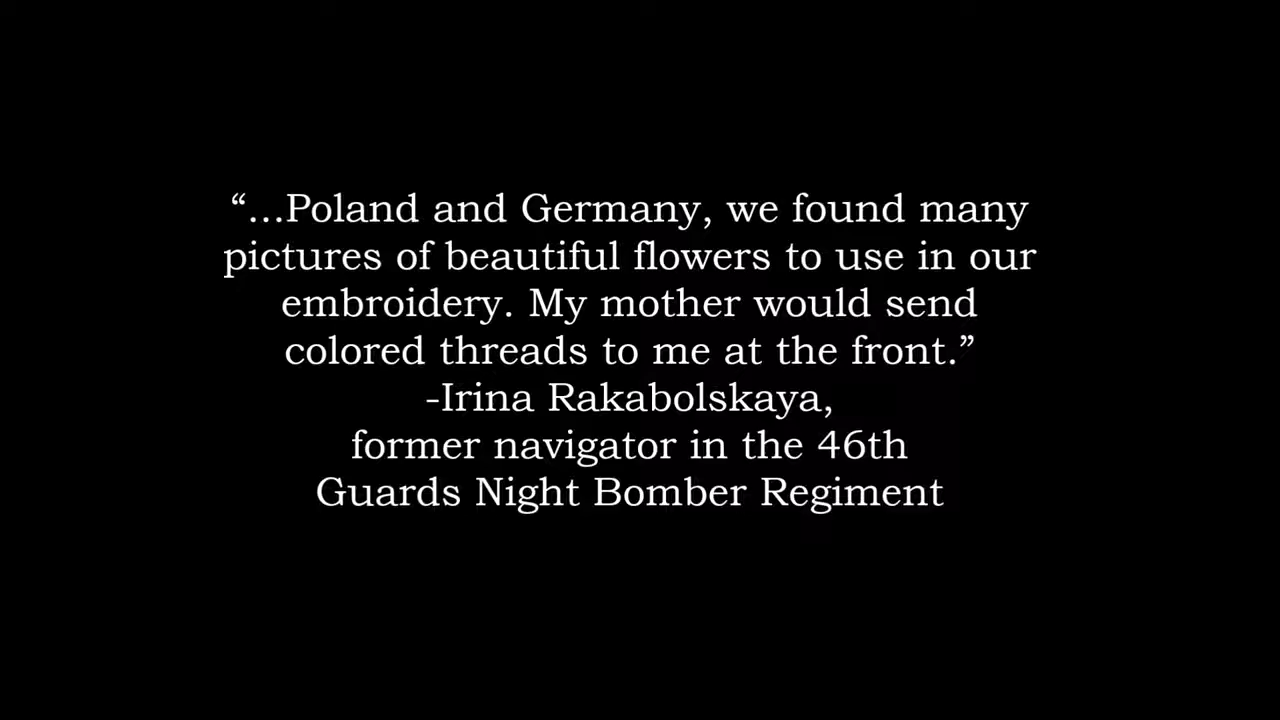 “...Poland and Germany, we found many
pictures of beautiful flowers to use in our
embroidery. My mother would send
colored threads to me at the front.”
-Irina Rakabolskaya,
former navigator in the 46th
Guards Night Bomber Regiment